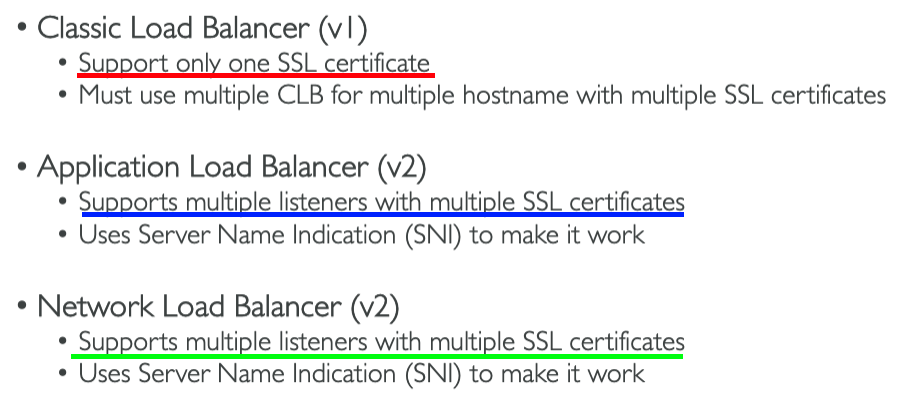 • Classic Load Balancer (v1)
• Support only one SSL certificate
• Must use multiple CLB for multiple hostname with multiple SSL certificates
• Application Load Balancer (v2)
• Supports multiple listeners with multiple SSL certificates
• Uses Server Name Indication (SNI) to make it work
• Network Load Balancer (v2)
• Supports multiple listeners with multiple SSL certificates
• Uses Server Name Indication (SNI) to make it work